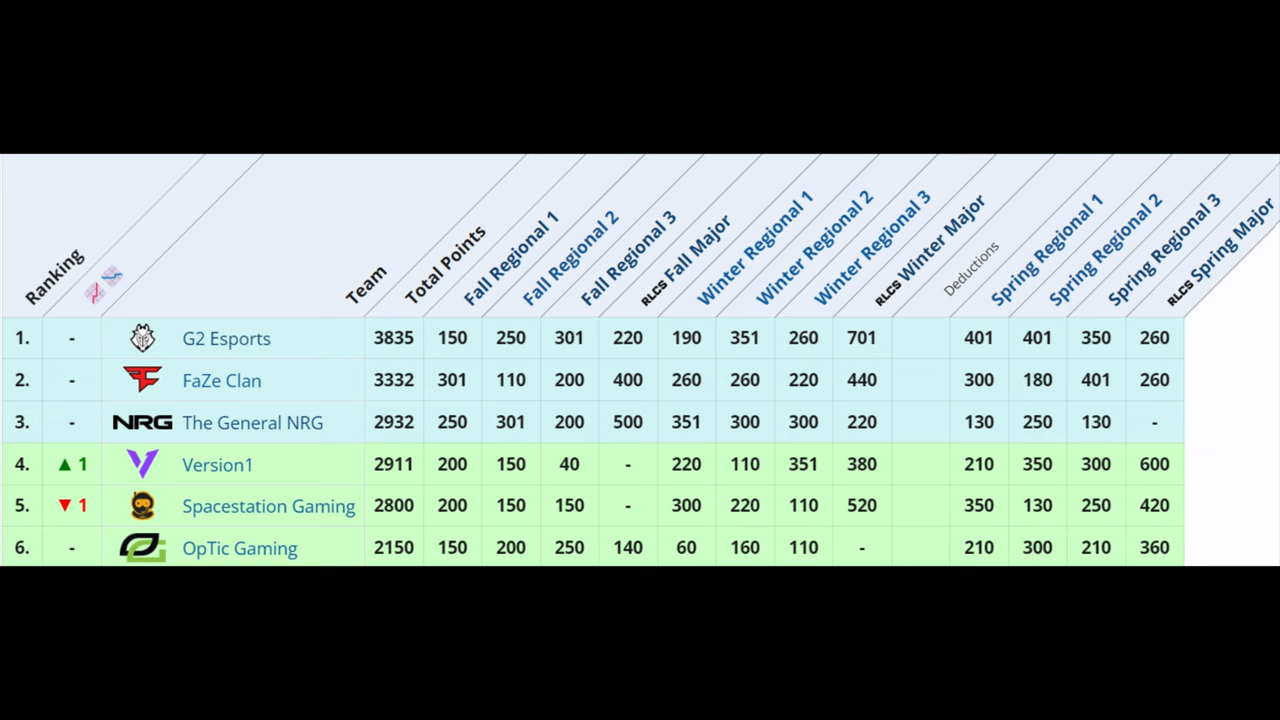 Ranking Team Total Points Fall Regional 1 Fall Regional 2 Fall Regional 3 RLCS Fall Major Winter Regional 1 Winter Regional 2 Winter Regional 3 RLCS Winter Major Deductions Spring Regional 1 Spring Regional 2 Spring Regional 3 RLCS Spring Major
1. - G2 Esports 3835 150 250 301 220 190 351 260 701 401 401 350 260
2. - FaZe Clan 3332 301 110 200 400 260 260 220 440 300 180 401 260
3. - NRG The General NRG 2932 250 301 200 500 351 300 300 220 130 250 130 -
4. ▲ 1 Version1 2911 200 150 40 - 220 110 351 380 210 350 300 600
5. ▼ 1 Spacestation Gaming 2800 200 150 150 - 300 220 110 520 350 130 250 420
6. - OpTic Gaming 2150 150 200 250 140 60 160 110 - 210 300 210 360